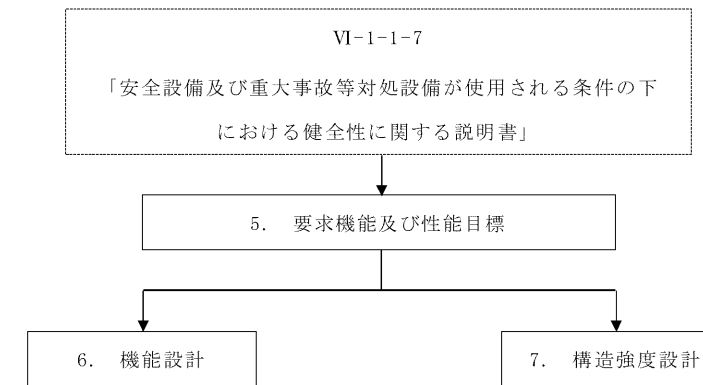 Ⅵ-1-1-7
「安全設備及び重大事故等対処設備が使用される条件の下
における健全性に関する説明書」
5. 要求機能及び性能目標
6. 機能設計
7. 構造強度設計